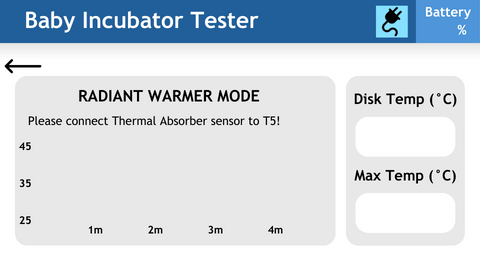 Baby Incubator Tester
Battery
%
RADIANT WARMER MODE
Please connect Thermal Absorber sensor to T5!
45
35
25
1m 2m 3m 4m
Disk Temp (°C)
Max Temp (°C)